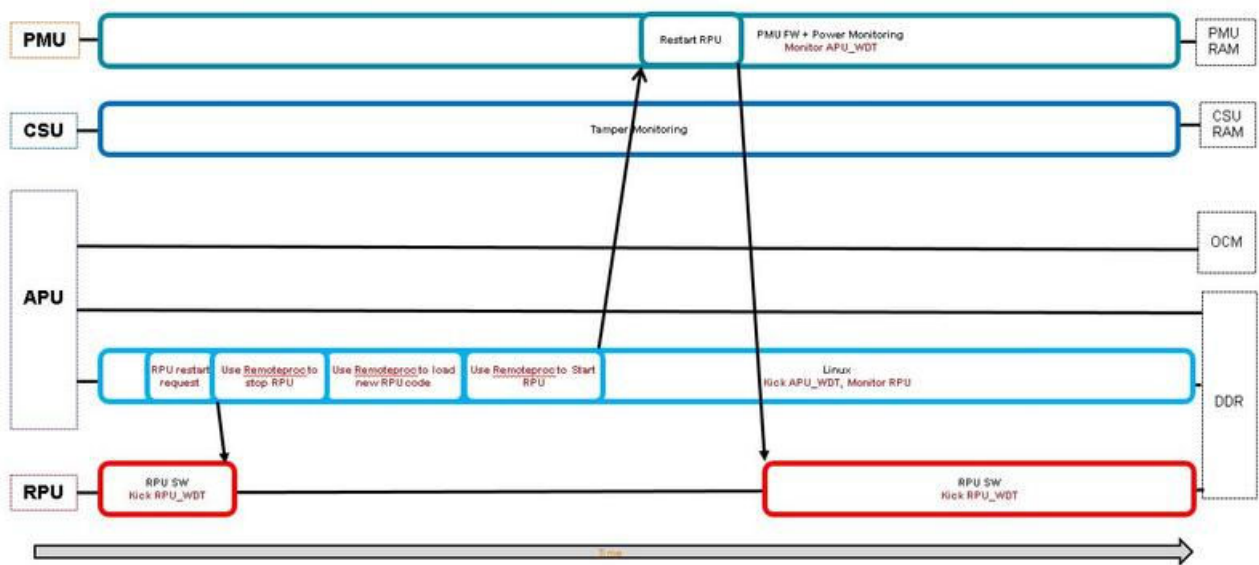 PMU
Restart RPU
PMU FW + Power Monitoring
Monitor APU_WDT
PMU
RAM
CSU
Tamper Monitoring
CSU
RAM
APU
OCM
RPU restart
request
Use Remoteproc to
stop RPU
Use Remoteproc to load
new RPU code
Use Remoteproc to Start
RPU
Linux
Kick APU_WDT, Monitor RPU
DDR
RPU
RPU SW
Kick RPU_WDT
RPU SW
Kick RPU_WDT
Time